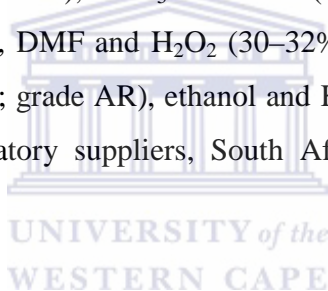 , DMF and H₂O₂ (30–32%
; grade AR), ethanol and
atory suppliers, South Af
UNIVERSITY of the
WESTERN CAPE